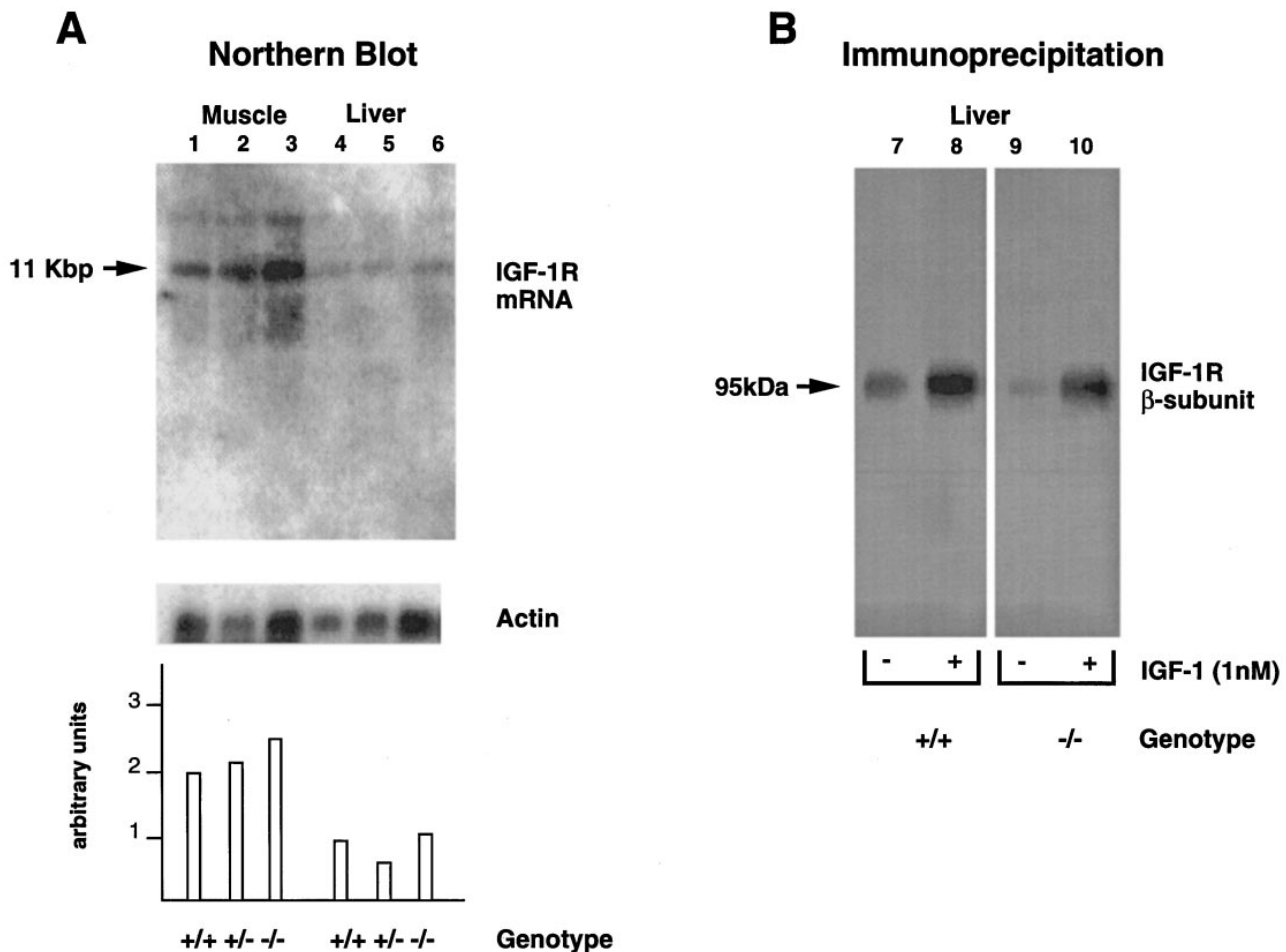 A
Northern Blot
Muscle Liver
1 2 3 4 5 6
11 Kbp
IGF-1R
mRNA
Actin
arbitrary units
3
2
1
+/+ +/- -/- +/+ +/- -/- Genotype
B
Immunoprecipitation
Liver
7 8 9 10
95kDa
IGF-1R
β-subunit
- + - + IGF-1 (1nM)
+/+ -/- Genotype